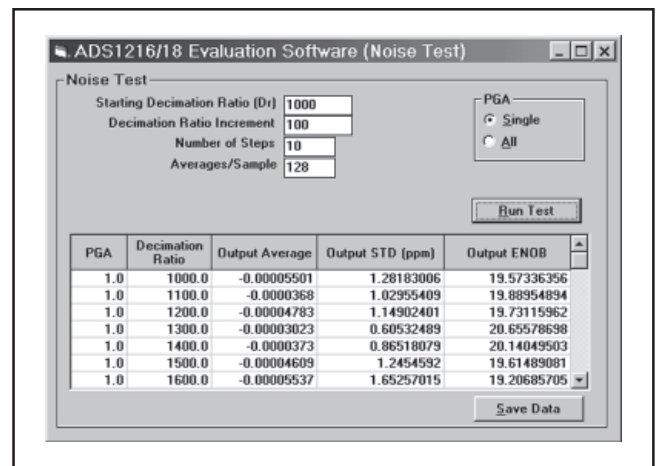 ADS1216/18 Evaluation Software (Noise Test)
Noise Test
Starting Decimation Ratio (Dr) 1000
Decimation Ratio Increment 100
Number of Steps 10
Averages/Sample 128
PGA
Single
All
Run Test
PGA Decimation Ratio Output Average Output STD (ppm) Output ENOB
1.0 1000.0 -0.00005501 1.28183006 19.57336356
1.0 1100.0 -0.0000368 1.02955409 19.88954894
1.0 1200.0 -0.00004783 1.14902401 19.73115962
1.0 1300.0 -0.00003023 0.60532489 20.65578698
1.0 1400.0 -0.0000373 0.86518079 20.14049503
1.0 1500.0 -0.00004609 1.2454592 19.61489081
1.0 1600.0 -0.00005537 1.65257015 19.20685705
Save Data